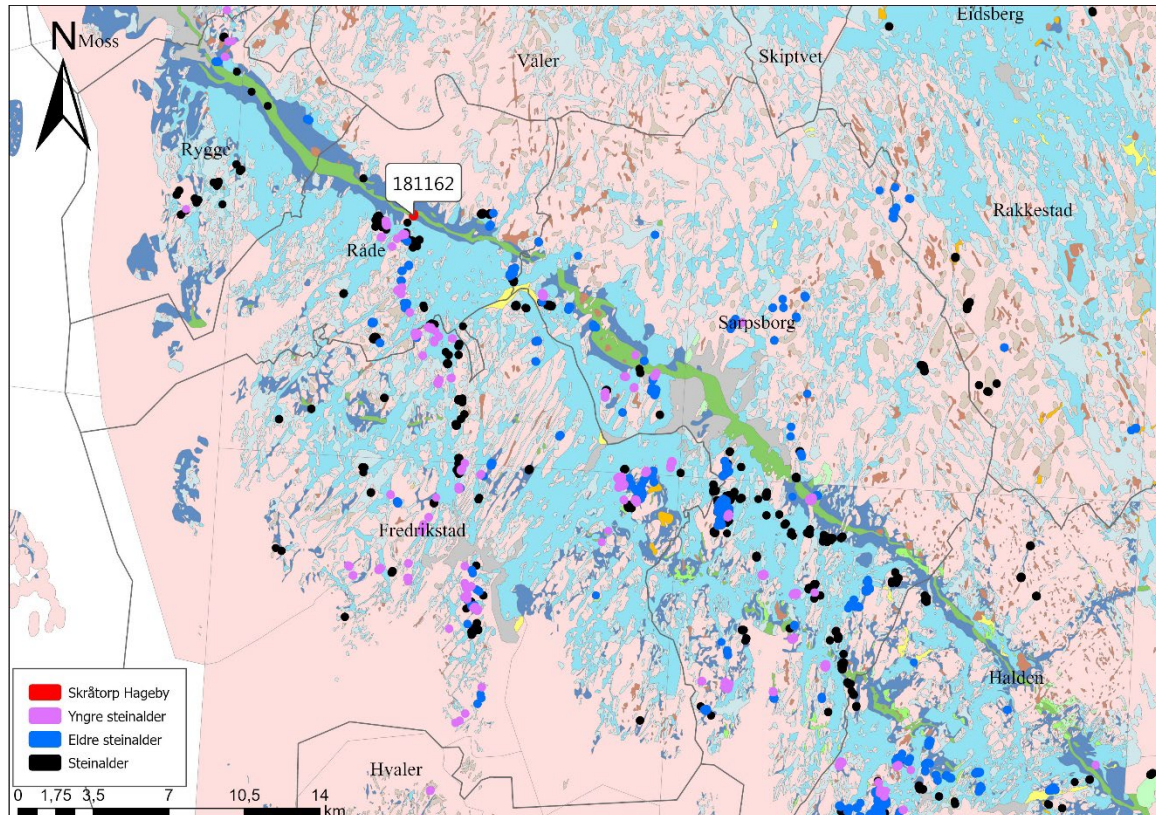 Eidsberg
N
Moss
Våler
Skiptvet
Rygge
181162
Rakkestad
Råde
Sarpsborg
Fredrikstad
Halden
Skråtorp Hageby
Yngre steinalder
Eldre steinalder
Steinalder
Hvaler
0 1,75 3,5 7 10,5 14
km